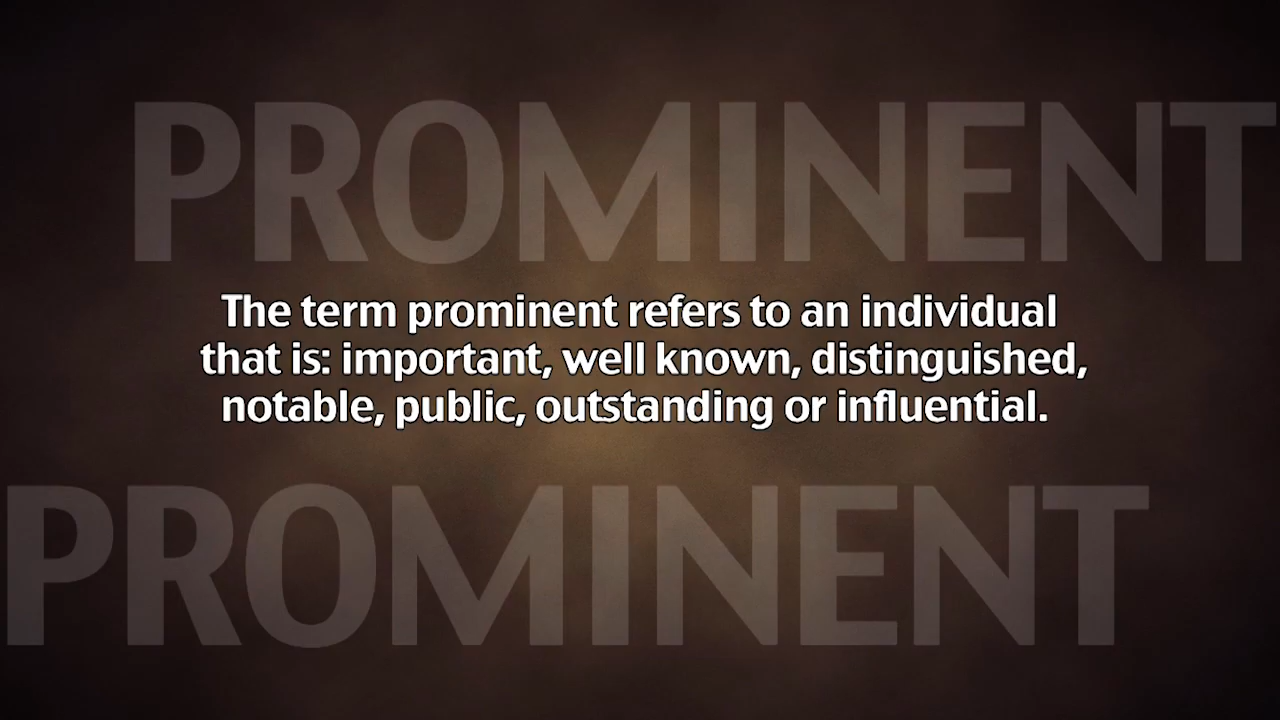 PROMINENT
The term prominent refers to an individual
that is: important, well known, distinguished,
notable, public, outstanding or influential.
PROMINENT